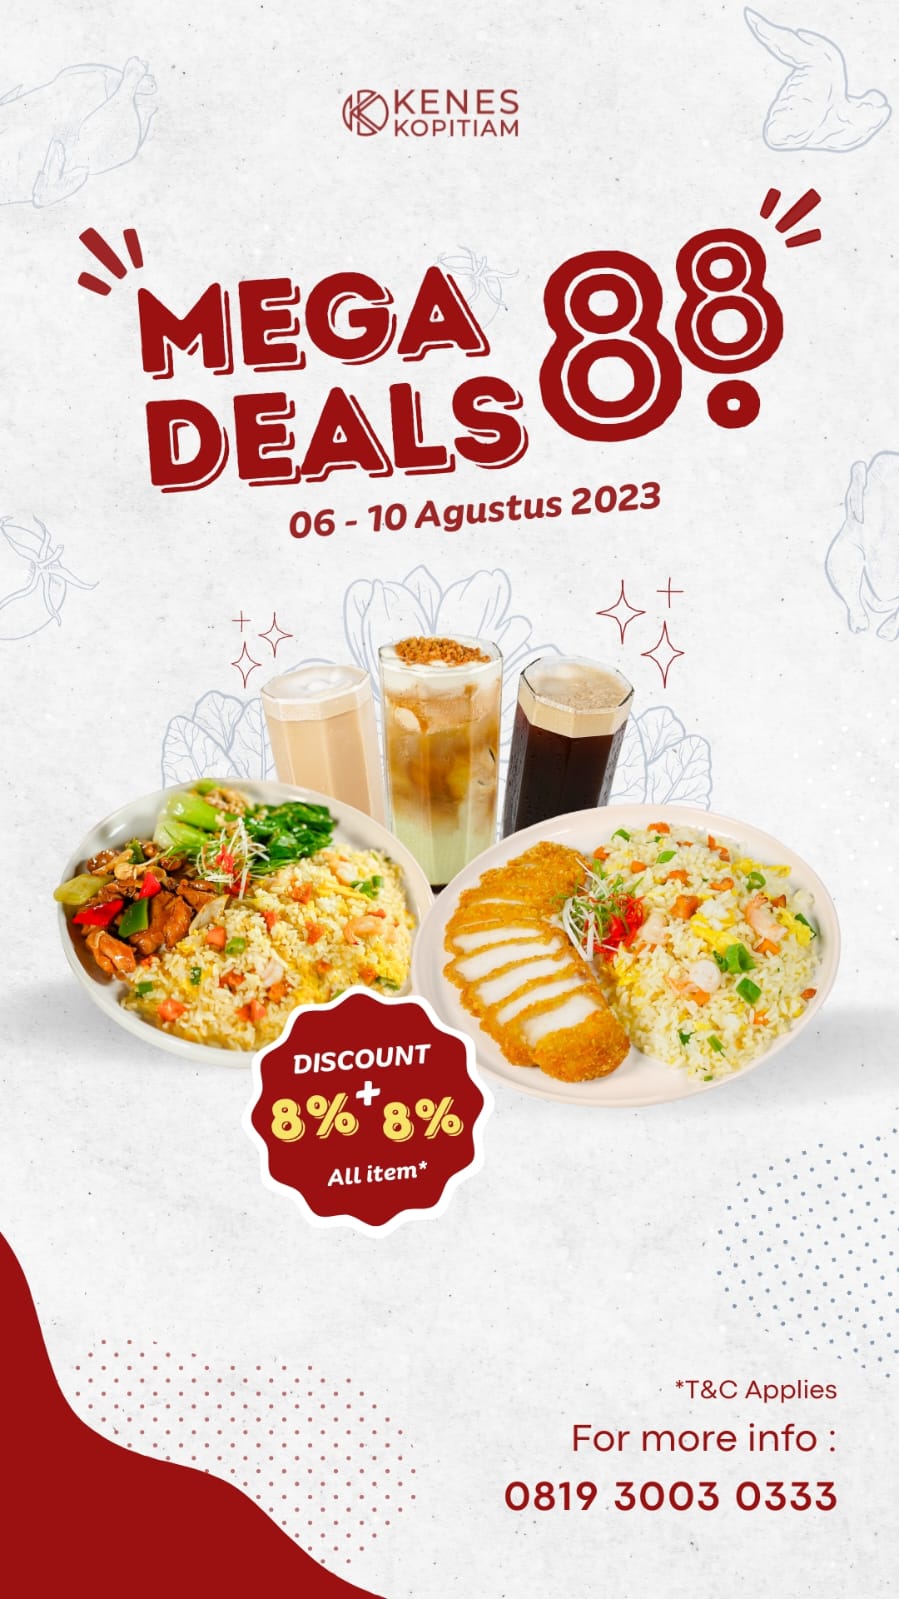 KENES
KOPITIAM
MEGA
DEALS 8.8
06 - 10 Agustus 2023
DISCOUNT
8% + 8%
All item*
*T&C Applies
For more info :
0819 3003 0333